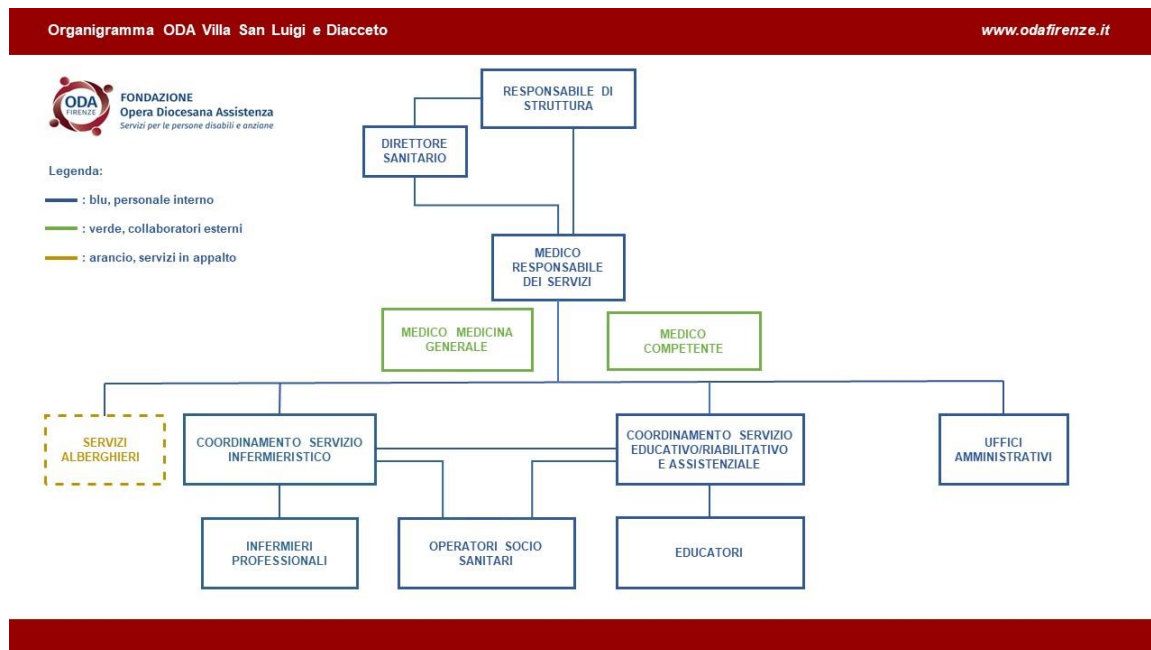 Organigramma ODA Villa San Luigi e Diacceto
www.odafirenze.it
ODA
FIRENZE
FONDAZIONE
Opera Diocesana Assistenza
Servizi per le persone disabili e anziane
Legenda:
: blu, personale interno
: verde, collaboratori esterni
: arancio, servizi in appalto
RESPONSABILE DI
STRUTTURA
DIRETTORE
SANITARIO
MEDICO
RESPONSABILE
DEI SERVIZI
MEDICO MEDICINA
GENERALE
MEDICO
COMPETENTE
SERVIZI
ALBERGHIERI
COORDINAMENTO SERVIZIO
INFERMIERISTICO
COORDINAMENTO SERVIZIO
EDUCATIVO/RIABILITATIVO
E ASSISTENZIALE
UFFICI
AMMINISTRATIVI
INFERMIERI
PROFESSIONALI
OPERATORI SOCIO
SANITARI
EDUCATORI